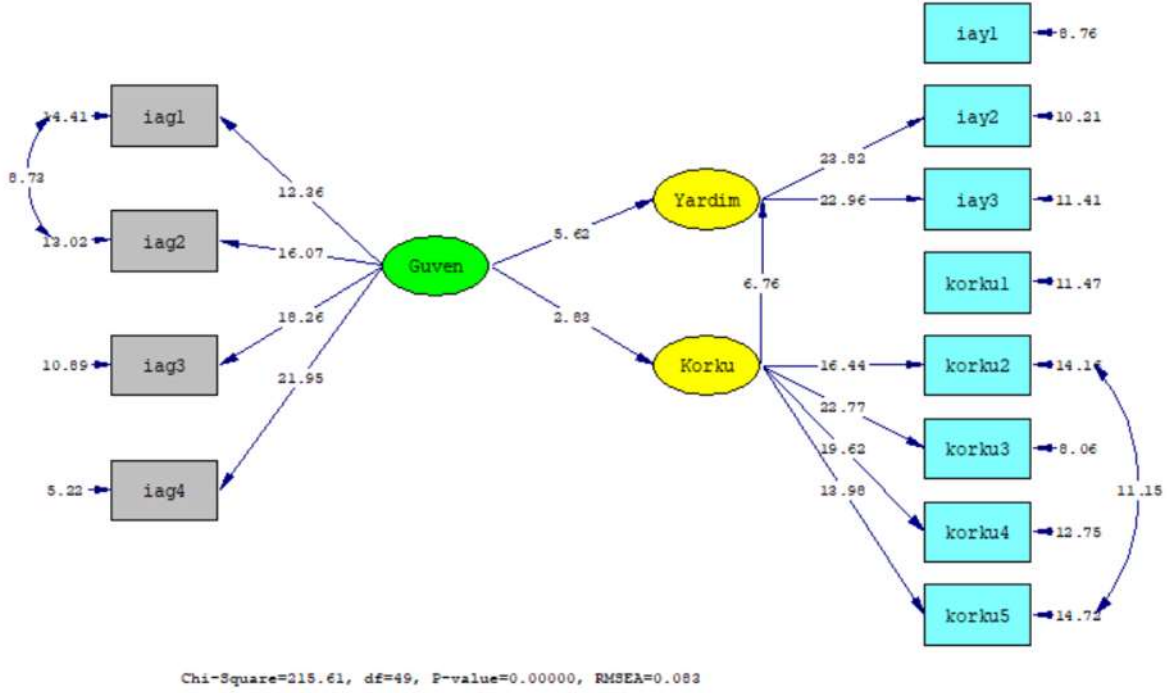 iay1
8.76
14.41
iag1
iay2
10.21
23.82
8.73
12.36
Yardim
22.96
iay3
11.41
13.02
iag2
16.07
5.62
Guven
6.76
korku1
11.47
18.26
2.83
10.89
iag3
Korku
16.44
korku2
14.16
21.95
22.77
19.62
korku3
8.06
5.22
iag4
13.98
11.15
korku4
12.75
korku5
14.72
Chi-Square=215.61, df=49, P-value=0.00000, RMSEA=0.083